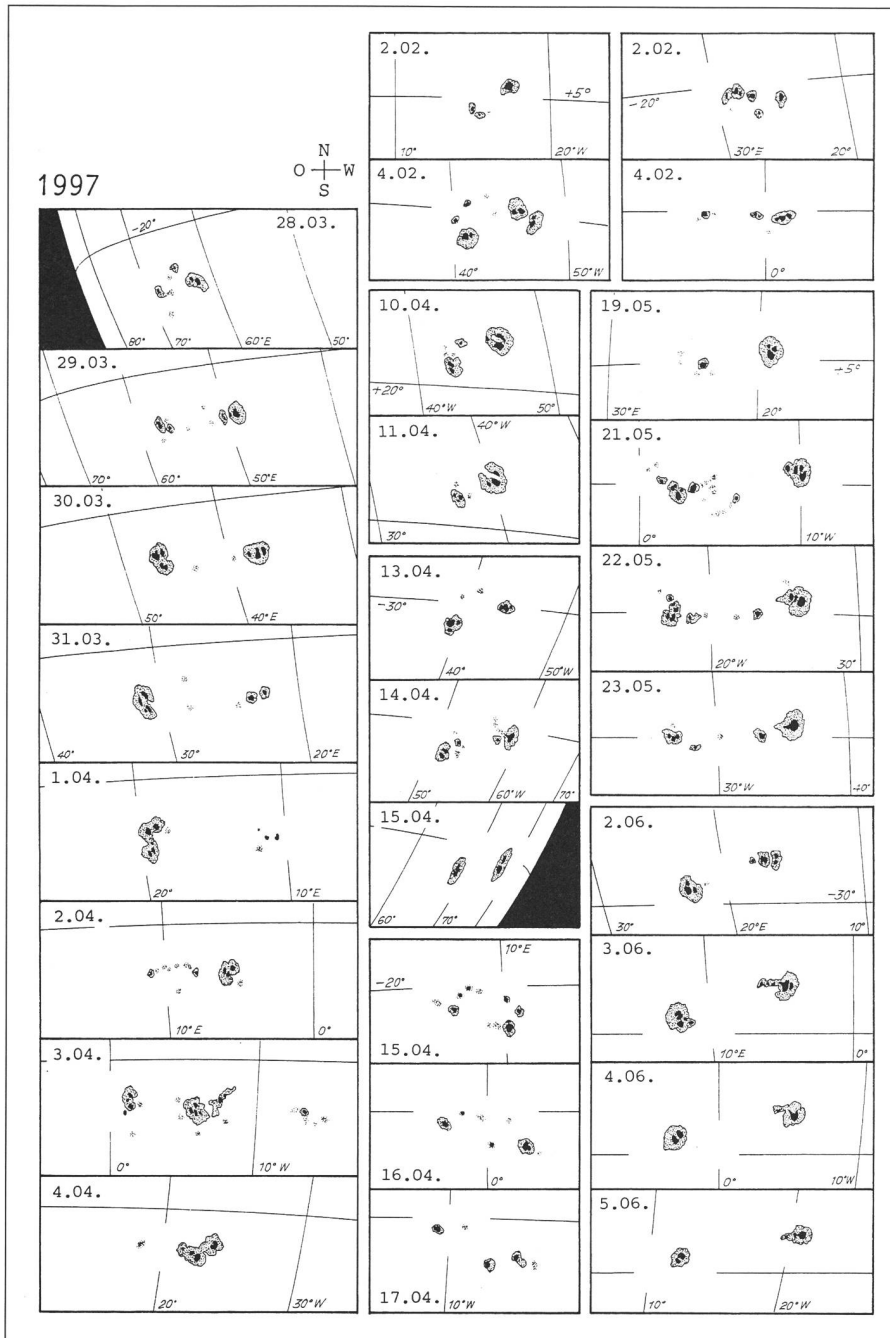 1997
N
O W
S
28.03.
-20°
80° 70° 60°E 50°
29.03.
70° 60° 50°E
30.03.
50° 40°E
31.03.
40° 30° 20°E
1.04.
20° 10°E
2.04.
10°E 0°
3.04.
0° 10°W
4.04.
20° 30°W
2.02.
+5°
10° 20°W
4.02.
40° 50°W
10.04.
+20°
40°W 50°
11.04.
40°W
30°
13.04.
-30°
40° 50°W
14.04.
50° 60°W 70°
15.04.
60° 70°
10°E
-20°
15.04.
16.04.
0°
17.04.
10°W
2.02.
-20°
30°E 20°
4.02.
0°
19.05.
+5°
30°E 20°
21.05.
0° 10°W
22.05.
20°W 30°
23.05.
30°W 40°
2.06.
-30°
30° 20°E 10°
3.06.
10°E 0°
4.06.
0° 10°W
5.06.
10° 20°W